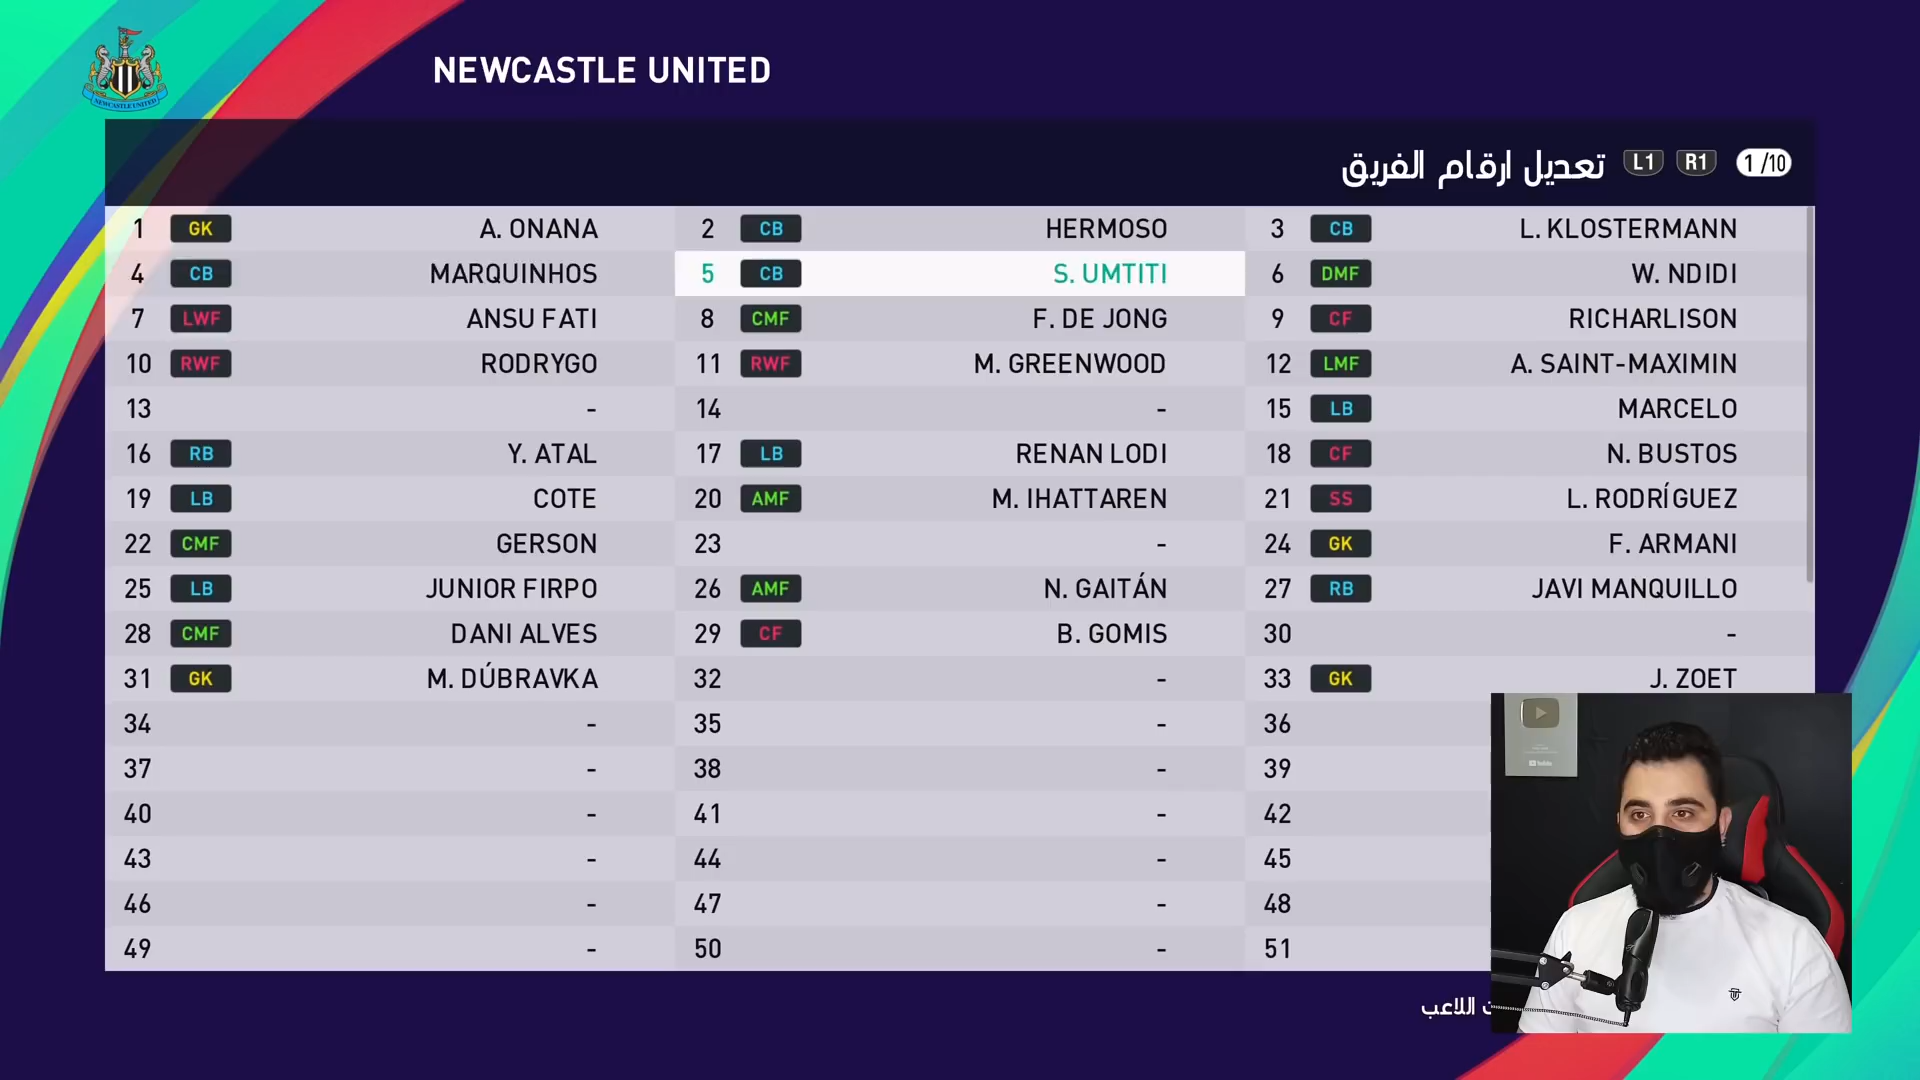 NEWCASTLE UNITED
NEWCASTLE UNITED
تعديل ارقام الفريق L1 R1 1/10
1 GK A. ONANA 2 CB HERMOSO 3 CB L. KLOSTERMANN
4 CB MARQUINHOS 5 CB S. UMTITI 6 DMF W. NDIDI
7 LWF ANSU FATI 8 CMF F. DE JONG 9 CF RICHARLISON
10 RWF RODRYGO 11 RWF M. GREENWOOD 12 LMF A. SAINT-MAXIMIN
13 - 14 - 15 LB MARCELO
16 RB Y. ATAL 17 LB RENAN LODI 18 CF N. BUSTOS
19 LB COTE 20 AMF M. IHATTAREN 21 SS L. RODRÍGUEZ
22 CMF GERSON 23 - 24 GK F. ARMANI
25 LB JUNIOR FIRPO 26 AMF N. GAITÁN 27 RB JAVI MANQUILLO
28 CMF DANI ALVES 29 CF B. GOMIS 30 -
31 GK M. DÚBRAVKA 32 - 33 GK J. ZOET
34 - 35 - 36
37 - 38 - 39
40 - 41 - 42
43 - 44 - 45
46 - 47 - 48
49 - 50 - 51
اللاعب
YouTube